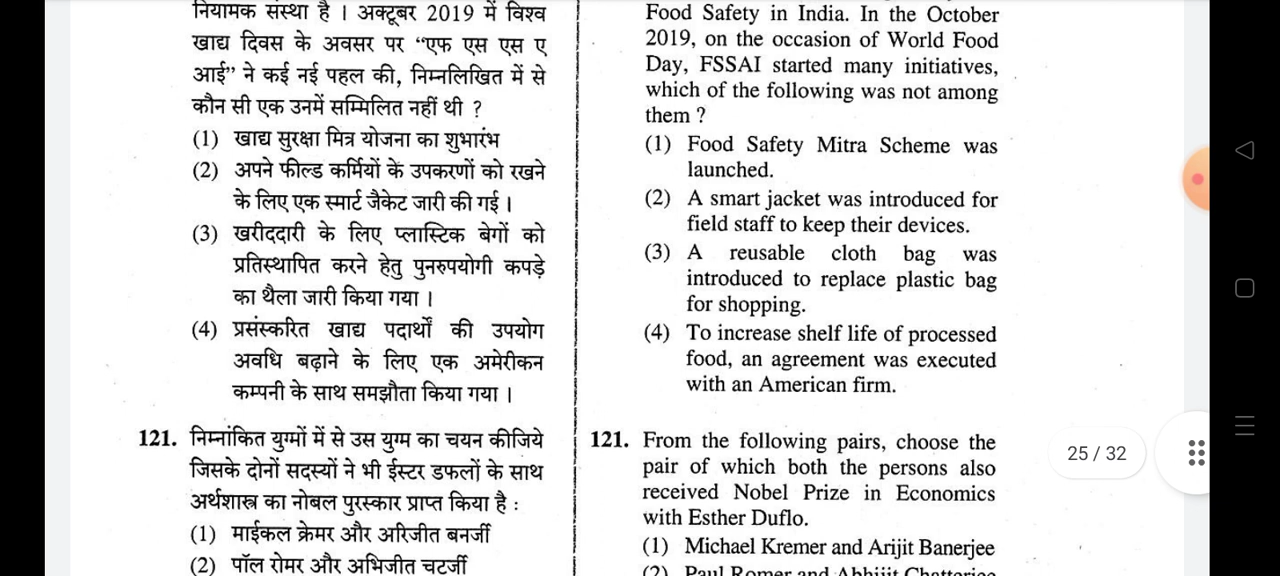 नियामक संस्था है । अक्टूबर 2019 में विश्व
खाद्य दिवस के अवसर पर “एफ एस एस ए
आई” ने कई नई पहल की, निम्नलिखित में से
कौन सी एक उनमें सम्मिलित नहीं थी ?
(1) खाद्य सुरक्षा मित्र योजना का शुभारंभ
(2) अपने फील्ड कर्मियों के उपकरणों को रखने
के लिए एक स्मार्ट जैकेट जारी की गई ।
(3) खरीददारी के लिए प्लास्टिक बेगों को
प्रतिस्थापित करने हेतु पुनरुपयोगी कपड़े
का थैला जारी किया गया ।
(4) प्रसंस्करित खाद्य पदार्थों की उपयोग
अवधि बढ़ाने के लिए एक अमेरीकन
कम्पनी के साथ समझौता किया गया ।
121. निम्नांकित युग्मों में से उस युग्म का चयन कीजिये
जिसके दोनों सदस्यों ने भी ईस्टर डफलों के साथ
अर्थशास्त्र का नोबल पुरस्कार प्राप्त किया है :
(1) माईकल क्रेमर और अरिजीत बनर्जी
(2) पॉल रोमर और अभिजीत चटर्जी
Food Safety in India. In the October
2019, on the occasion of World Food
Day, FSSAI started many initiatives,
which of the following was not among
them ?
(1) Food Safety Mitra Scheme was
launched.
(2) A smart jacket was introduced for
field staff to keep their devices.
(3) A reusable cloth bag was
introduced to replace plastic bag
for shopping.
(4) To increase shelf life of processed
food, an agreement was executed
with an American firm.
121. From the following pairs, choose the
pair of which both the persons also
received Nobel Prize in Economics
with Esther Duflo.
(1) Michael Kremer and Arijit Banerjee
(2) Paul Romer and Abhijit Chatterjee
25 / 32